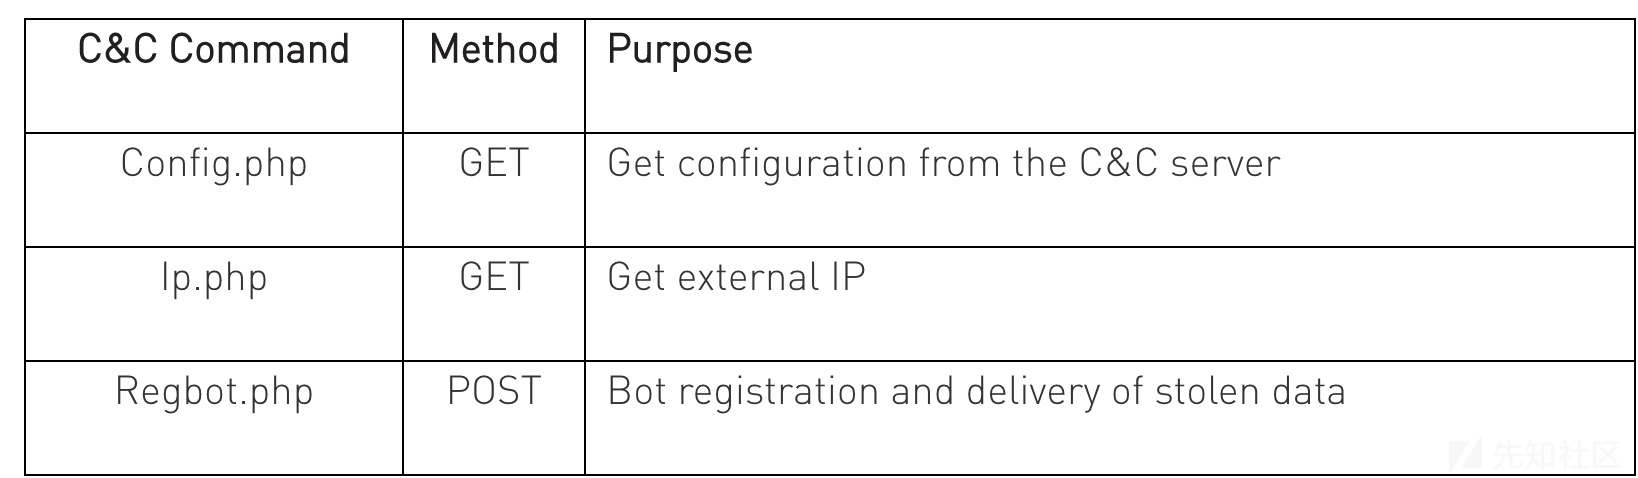 C&C Command Method Purpose
Config.php GET Get configuration from the C&C server
Ip.php GET Get external IP
Regbot.php POST Bot registration and delivery of stolen data
先知社区